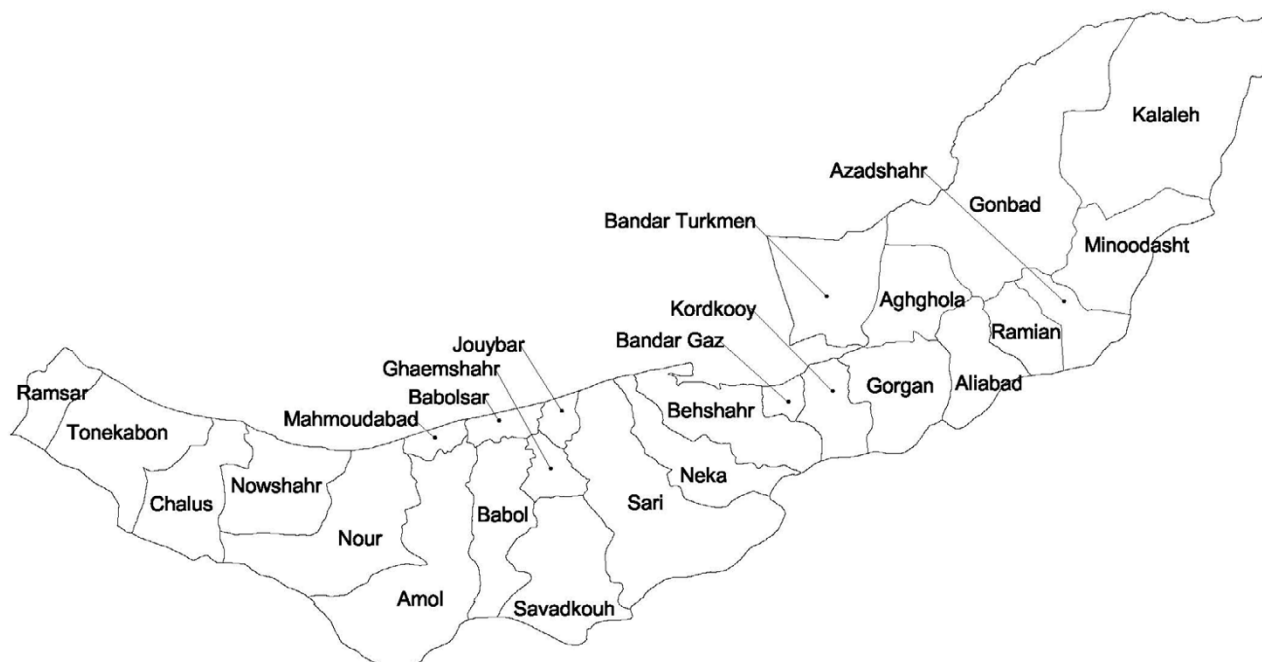 Kalaleh
Azadshahr
Gonbad
Bandar Turkmen
Minoodasht
Aghghola
Kordkooy
Ramian
Bandar Gaz
Jouybar
Ghaemshahr
Aliabad
Gorgan
Ramsar
Babolsar
Behshahr
Mahmoudabad
Tonekabon
Neka
Nowshahr
Chalus
Sari
Babol
Nour
Amol
Savadkouh